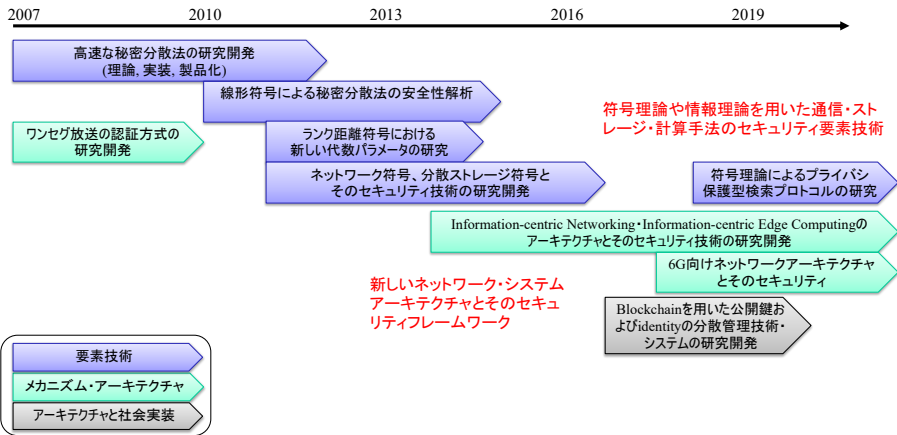 2007
2010
2013
2016
2019
高速な秘密分散法の研究開発
(理論, 実装, 製品化)
線形符号による秘密分散法の安全性解析
符号理論や情報理論を用いた通信・スト
レージ・計算手法のセキュリティ要素技術
ワンセグ放送の認証方式の
研究開発
ランク距離符号における
新しい代数パラメータの研究
ネットワーク符号、分散ストレージ符号と
そのセキュリティ技術の研究開発
符号理論によるプライバシ
保護型検索プロトコルの研究
Information-centric Networking・Information-centric Edge Computingの
アーキテクチャとそのセキュリティ技術の研究開発
6G向けネットワークアーキテクチャ
とそのセキュリティ
新しいネットワーク・システム
アーキテクチャとそのセキュ
リティフレームワーク
Blockchainを用いた公開鍵お
よびidentityの分散管理技術・
システムの研究開発
要素技術
メカニズム・アーキテクチャ
アーキテクチャと社会実装